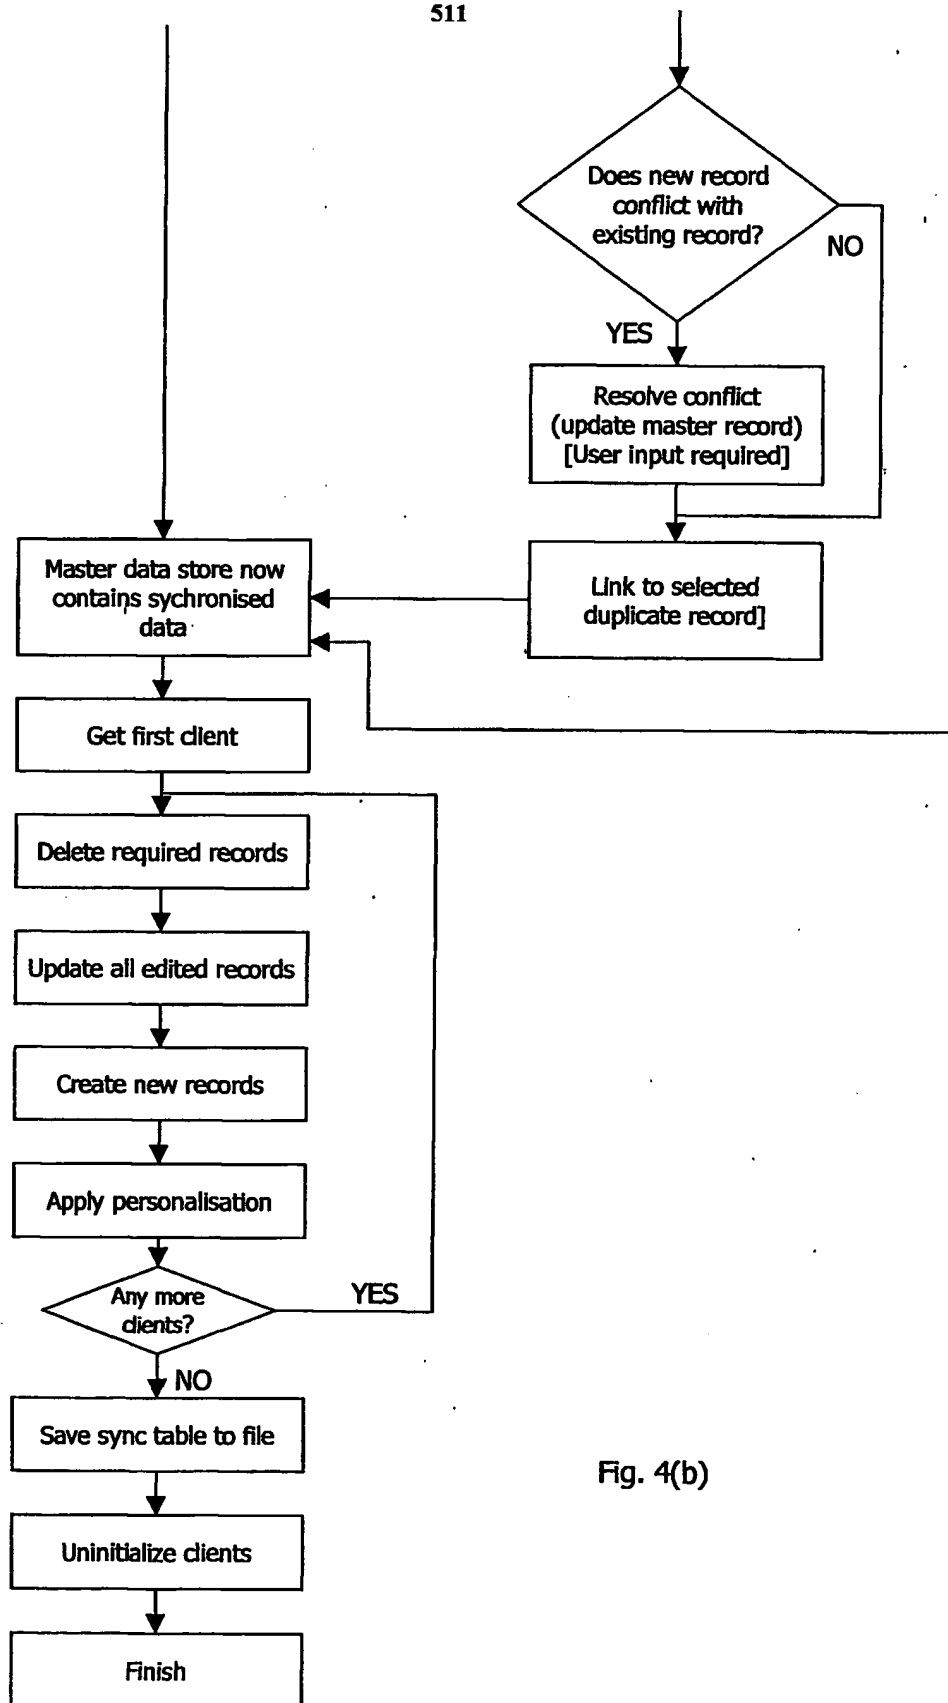 511
Does new record
conflict with
existing record?
NO
YES
Resolve conflict
(update master record)
[User input required]
Master data store now
contains sychronised
data
Link to selected
duplicate record]
Get first client
Delete required records
Update all edited records
Create new records
Apply personalisation
Any more
clients?
YES
NO
Save sync table to file
Fig. 4(b)
Uninitialize clients
Finish